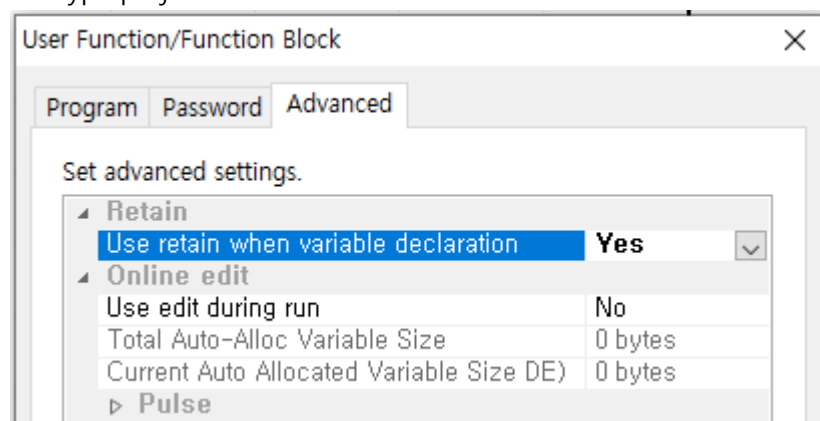 User Function/Function Block
Program Password Advanced
Set advanced settings.
Retain
Use retain when variable declaration Yes
Online edit
Use edit during run No
Total Auto-Alloc Variable Size 0 bytes
Current Auto Allocated Variable Size DE) 0 bytes
Pulse